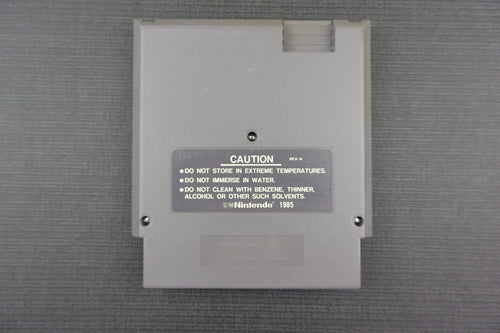 CAUTION REV-A
●DO NOT STORE IN EXTREME TEMPERATURES.
●DO NOT IMMERSE IN WATER.
●DO NOT CLEAN WITH BENZENE, THINNER,
ALCOHOL OR OTHER SUCH SOLVENTS.
©Nintendo 1985